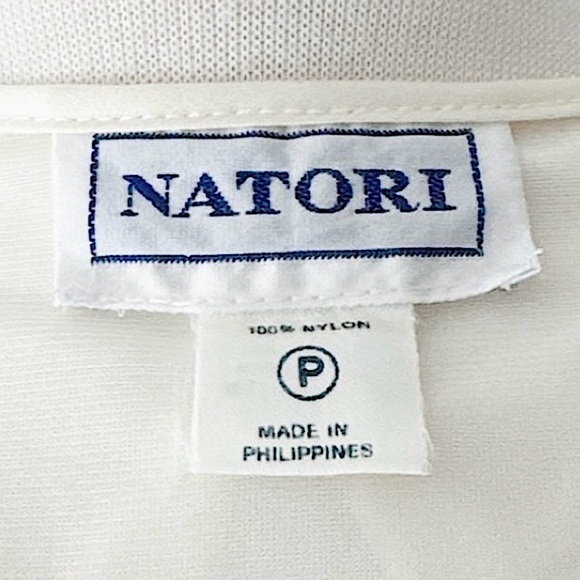 NATORI
100% NYLON
P
MADE IN
PHILIPPINES